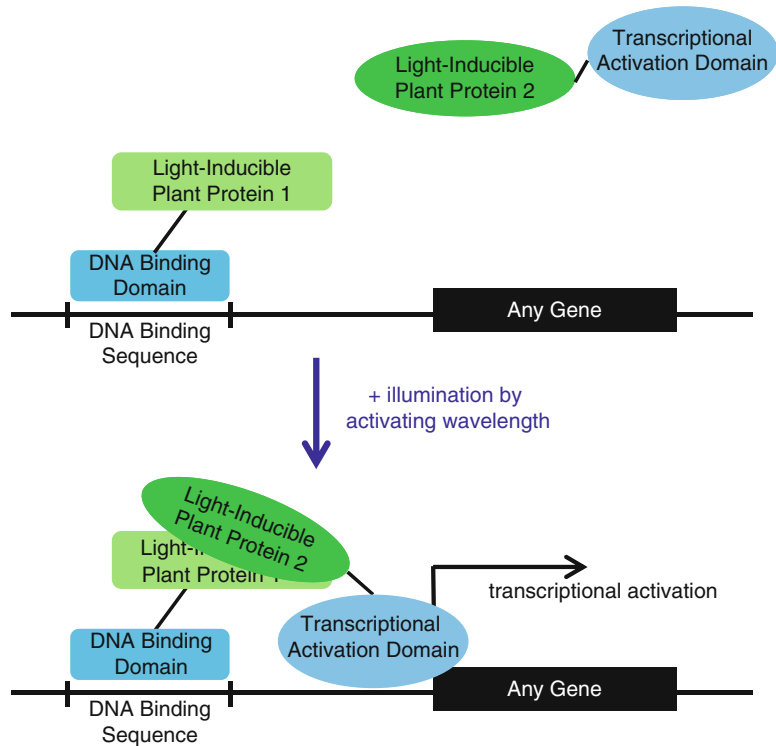 Transcriptional
Activation Domain
Light-Inducible
Plant Protein 2
Light-Inducible
Plant Protein 1
DNA Binding
Domain
Any Gene
DNA Binding
Sequence
+ illumination by
activating wavelength
Light-Inducible
Plant Protein 2
Plant Protein
transcriptional activation
Transcriptional
Activation Domain
DNA Binding
Domain
Any Gene
DNA Binding
Sequence